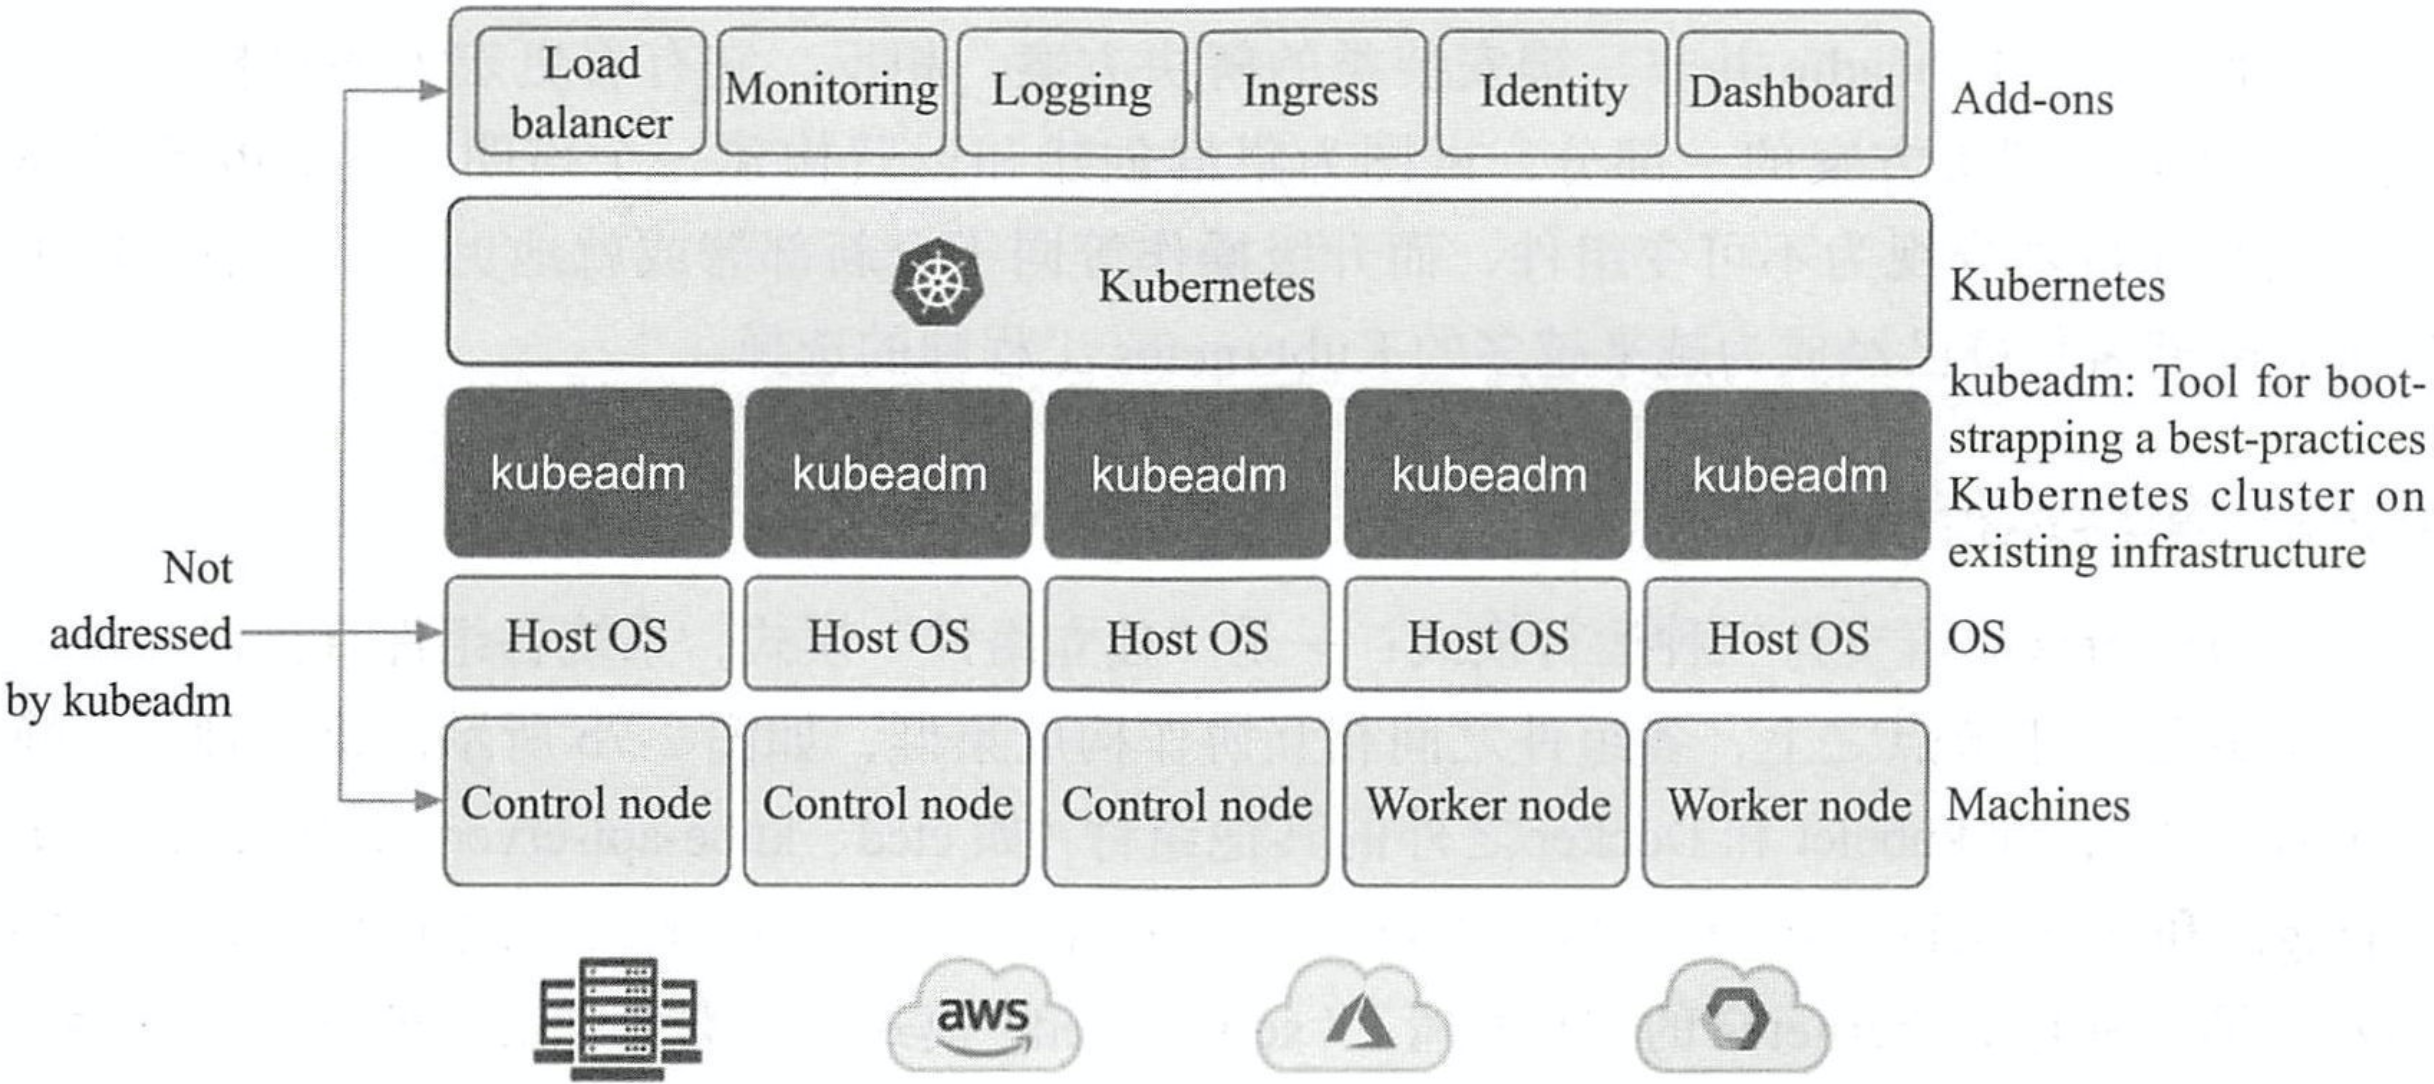 Load
balancer
Monitoring
Logging
Ingress
Identity
Dashboard
Add-ons
Kubernetes
Kubernetes
kubeadm
kubeadm
kubeadm
kubeadm
kubeadm
kubeadm: Tool for boot-
strapping a best-practices
Kubernetes cluster on
existing infrastructure
Not
addressed
by kubeadm
Host OS
Host OS
Host OS
Host OS
Host OS
OS
Control node
Control node
Control node
Worker node
Worker node
Machines
aws